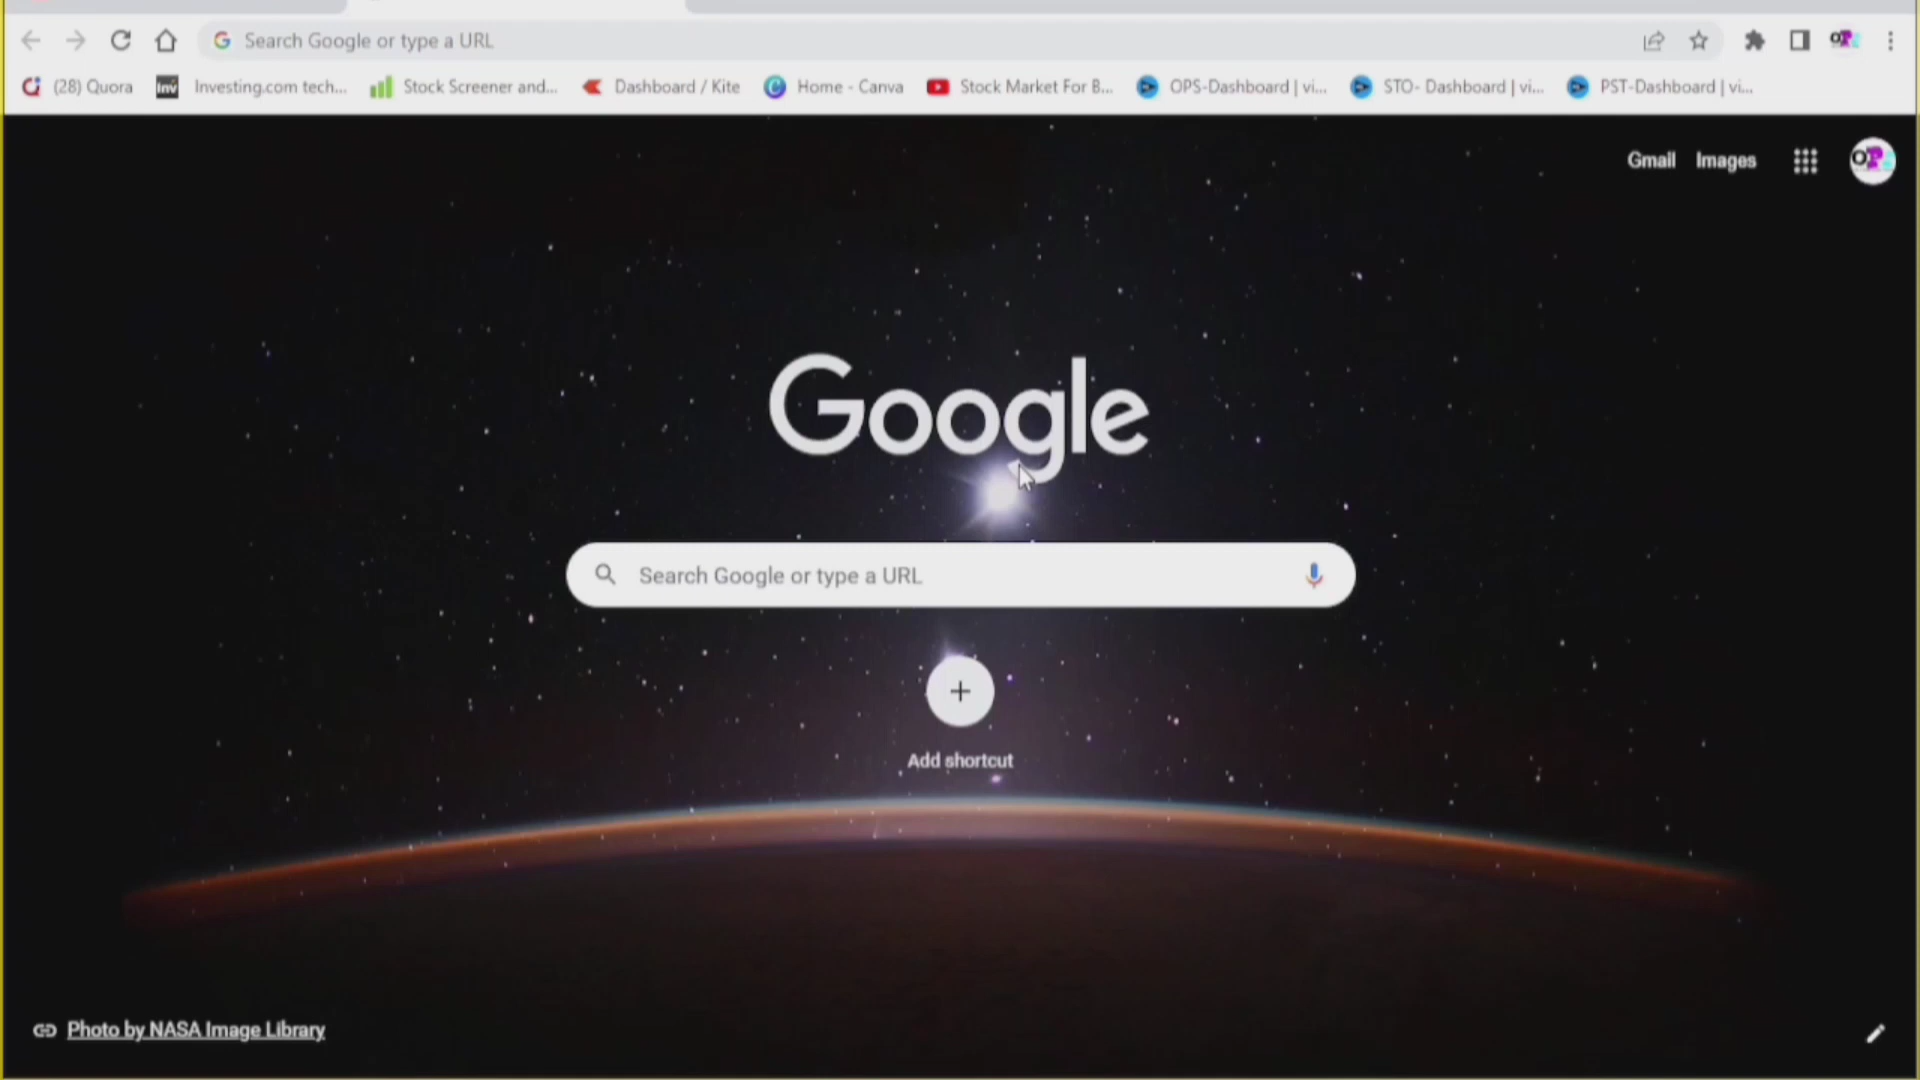 Search Google or type a URL
(28) Quora
Inv Investing.com tech...
Stock Screener and...
Dashboard / Kite
Home - Canva
Stock Market For B...
OPS-Dashboard | vi...
STO- Dashboard | vi...
PST-Dashboard | vi...
Gmail
Images
Google
Search Google or type a URL
Add shortcut
Photo by NASA Image Library